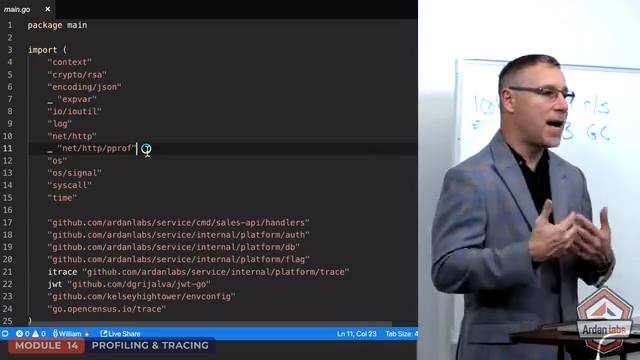 main.go ×
1 package main
2
3 import (
4 "context"
5 "crypto/rsa"
6 "encoding/json"
7 _ "expvar"
8 "io/ioutil"
9 "log"
10 "net/http"
11 _ "net/http/pprof"
12 "os"
13 "os/signal"
14 "syscall"
15 "time"
16
17 "github.com/ardanlabs/service/cmd/sales-api/handlers"
18 "github.com/ardanlabs/service/internal/platform/auth"
19 "github.com/ardanlabs/service/internal/platform/db"
20 "github.com/ardanlabs/service/internal/platform/flag"
21 itrace "github.com/ardanlabs/service/internal/platform/trace"
22 jwt "github.com/dgrijalva/jwt-go"
23 "github.com/kelseyhightower/envconfig"
24 "go.opencensus.io/trace"
25 )
0 0 William Ln 11, Col 23 Tab Size: 4
MODULE 14 PROFILING & TRACING
r/s
GC
Ardan labs